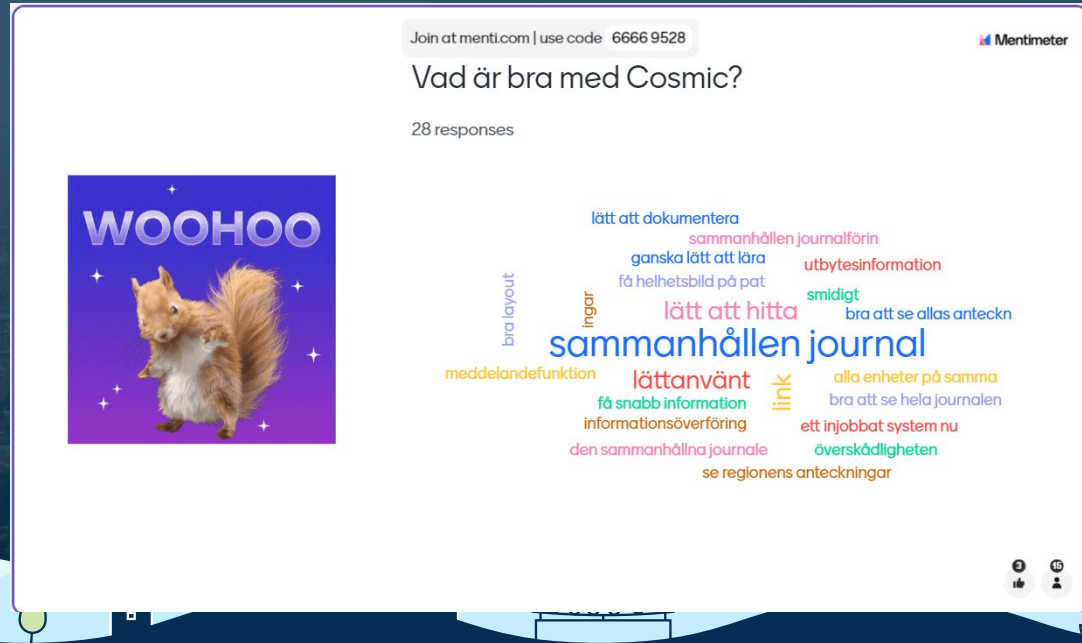 Join at menti.com | use code 6666 9528
Mentimeter
Vad är bra med Cosmic?
28 responses
WOOHOO
lätt att dokumentera
sammanhållen journalförin
ganska lätt att lära
utbytesinformation
få helhetsbild på pat
smidigt
bra layout
ingar
lätt att hitta
bra att se allas anteckn
sammanhållen journal
meddelandefunktion
lättanvänt
link
alla enheter på samma
få snabb information
bra att se hela journalen
informationsöverföring
ett injobbat system nu
den sammanhållna journale
överskådligheten
se regionens anteckningar
3
15